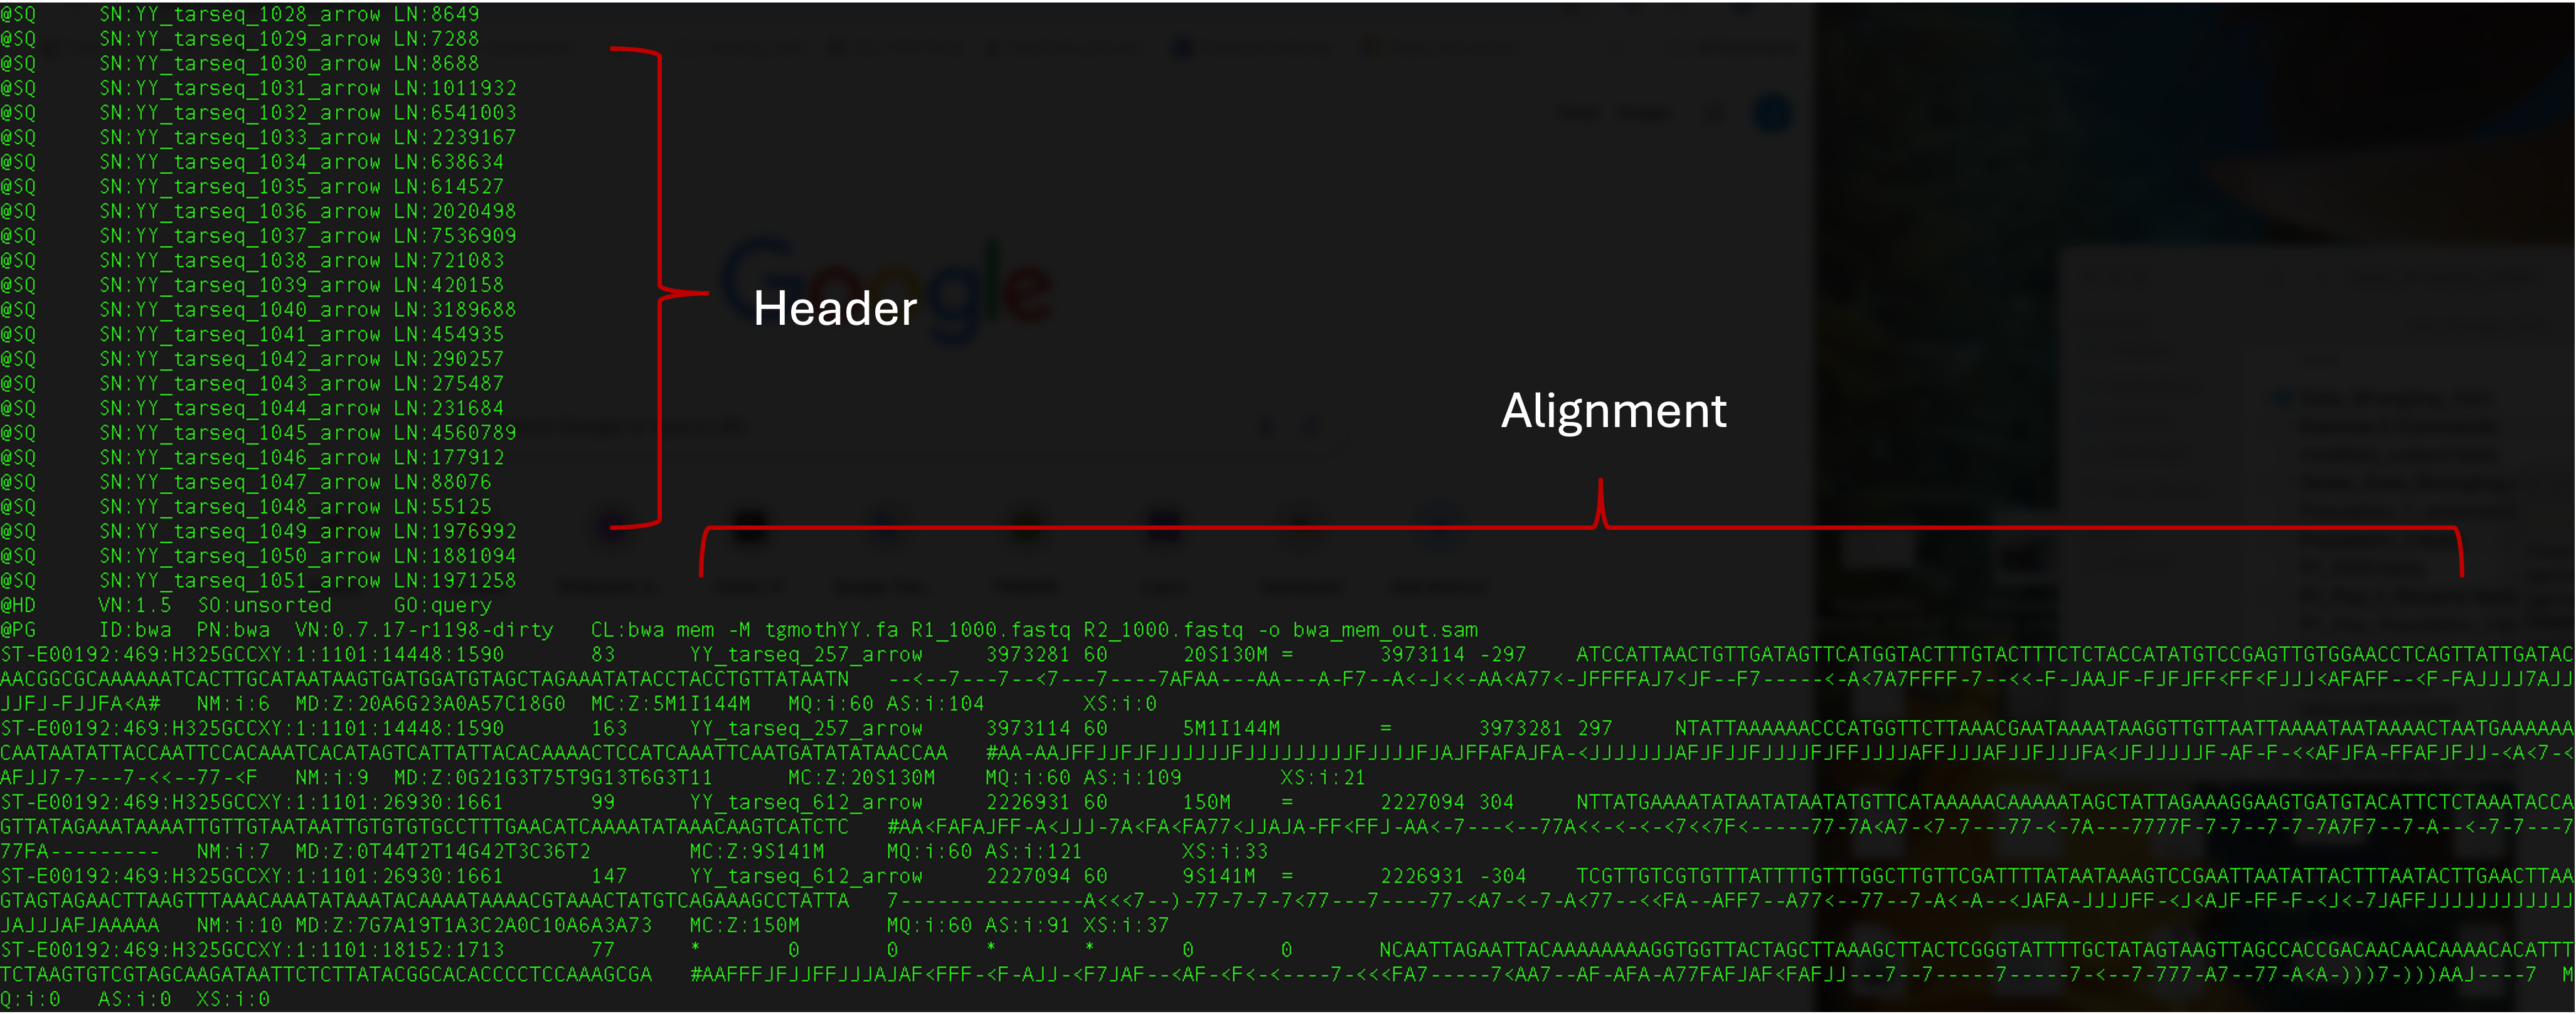 @SQ SN:YY_tarseq_1028_arrow LN:8649
@SQ SN:YY_tarseq_1029_arrow LN:7288
@SQ SN:YY_tarseq_1030_arrow LN:8688
@SQ SN:YY_tarseq_1031_arrow LN:1011932
@SQ SN:YY_tarseq_1032_arrow LN:6541003
@SQ SN:YY_tarseq_1033_arrow LN:2239167
@SQ SN:YY_tarseq_1034_arrow LN:638634
@SQ SN:YY_tarseq_1035_arrow LN:614527
@SQ SN:YY_tarseq_1036_arrow LN:2020498
@SQ SN:YY_tarseq_1037_arrow LN:7536909
@SQ SN:YY_tarseq_1038_arrow LN:721083
@SQ SN:YY_tarseq_1039_arrow LN:420158
@SQ SN:YY_tarseq_1040_arrow LN:3189688
@SQ SN:YY_tarseq_1041_arrow LN:454935
@SQ SN:YY_tarseq_1042_arrow LN:290257
@SQ SN:YY_tarseq_1043_arrow LN:275487
@SQ SN:YY_tarseq_1044_arrow LN:231684
@SQ SN:YY_tarseq_1045_arrow LN:4560789
@SQ SN:YY_tarseq_1046_arrow LN:177912
@SQ SN:YY_tarseq_1047_arrow LN:88076
@SQ SN:YY_tarseq_1048_arrow LN:55125
@SQ SN:YY_tarseq_1049_arrow LN:1976992
@SQ SN:YY_tarseq_1050_arrow LN:1881094
@SQ SN:YY_tarseq_1051_arrow LN:1971258
Google
Header
Alignment
@HD VN:1.5 SO:unsorted GO:query
@PG ID:bwa PN:bwa VN:0.7.17-r1198-dirty CL:bwa mem -M tgmothYY.fa R1_1000.fastq R2_1000.fastq -o bwa_mem_out.sam
ST-E00192:469:H325GCCXY:1:1101:14448:1590 83 YY_tarseq_257_arrow 3973281 60 20S130M = 3973114 -297 ATCCATTAACTGTTGATAGTTCATGGTACTTTGTACTTTCTCTACCATATGTCCGAGTTGTGGAACCTCAGTTATTGATAC
AACGGCGCAAAAAATCACTTGCATAATAAGTGATGGATGTAGCTAGAAATATACCTACCTGTTATAATN --<--7---7--<7---7----7AFAA---AA---A-F7--A<-J<<-AA<A77<-JFFFFAJ7<JF--F7-----<-A<7A7FFFF-7--<<-F-JAAJF-FJFJFF<FF<FJJJ<AFAFF--<F-FAJJJJ7AJJ
JJFJ-FJJFA<A# NM:i:6 MD:Z:20A6G23A0A57C18G0 MC:Z:5M1I144M MQ:i:60 AS:i:104 XS:i:0
ST-E00192:469:H325GCCXY:1:1101:14448:1590 163 YY_tarseq_257_arrow 3973114 60 5M1I144M = 3973281 297 NTATTAAAAAACCCATGGTTCTTAAACGAATAAAATAAGGTTGTTAATTAAAATAATAAAACTAATGAAAAAA
CAATAATATTACCAATTCCACAAATCACATAGTCATTATTACACAAAACTCCATCAAATTCAATGATATATAACCAA #AA-AAJFFJJFJFJJJJJJFJJJJJJJJJJFJJJJFJAJFFAFAJFA-<JJJJJJJAFJFJJFJJJJFJFFJJJJAFFJJJAFJJFJJJFA<JFJJJJJF-AF-F-<<AFJFA-FFAFJFJJ-<A<7-<
AFJJ7-7---7-<<--77-<F NM:i:9 MD:Z:0G21G3T75T9G13T6G3T11 MC:Z:20S130M MQ:i:60 AS:i:109 XS:i:21
ST-E00192:469:H325GCCXY:1:1101:26930:1661 99 YY_tarseq_612_arrow 2226931 60 150M = 2227094 304 NTTATGAAAATATAATATAATATGTTCATAAAAACAAAAATAGCTATTAGAAAGGAAGTGATGTACATTCTCTAAATACCA
GTTATAGAAATAAAATTGTTGTAATAATTGTGTGTGCCTTTGAACATCAAAATATAAACAAGTCATCTC #AA<FAFAJFF-A<JJJ-7A<FA<FA77<JJAJA-FF<FFJ-AA<-7---<--77A<<-<-<7<<7F<-----77-7A<A7-<7-7---77-<-7A---7777F-7-7--7-7-7A7F7--7-A--<-7-7---7
77FA--------- NM:i:7 MD:Z:0T44T2T14G42T3C36T2 MC:Z:9S141M MQ:i:60 AS:i:121 XS:i:33
ST-E00192:469:H325GCCXY:1:1101:26930:1661 147 YY_tarseq_612_arrow 2227094 60 9S141M = 2226931 -304 TCGTTGTCGTGTTTATTTTGTTTGGCTTGTTCGATTTTATAATAAAGTCCGAATTAATATTACTTTAATACTTGAACTTAA
GTAGTAGAACTTAAGTTTAAACAAATATAAATACAAAATAAAACGTAAACTATGTCAGAAAGCCTATTA 7---------------A<<<7--)-77-7-7-7<77---7----77--<A7-<-7-A<77--<<FA--AFF7--A77<--77--7-A<-A--<JAFA-JJJJFF-<J<AJF-FF-F-<J<-7JAFFJJJJJJJJJJJ
JAJJJAFJAAAAA NM:i:10 MD:Z:7G7A19T1A3C2A0C10A6A3A73 MC:Z:150M MQ:i:60 AS:i:91 XS:i:37
ST-E00192:469:H325GCCXY:1:1101:18152:1713 77 * 0 0 * * 0 0 NCAATTAGAATTACAAAAAAAAGGTGGTTACTAGCTTAAAGCTTACTCGGGTATTTTGCTATAGTAAGTTAGCCACCGACAACAACAAAACACATTT
TCTAAGTGTCGTAGCAAGATAATTCTCTTATACGGCACACCCCTCCAAAGCGA #AAFFFJFJJFFJJJAJAF<FFF-<F-AJJ-<F7JAF--<AF-<F<-<----7-<<<FA7-----7<AA7--AF-AFA-A77FAFJAF<FAFJJ---7--7-----7-----7-<--7-777-A7--77-A<A-)))7-)))AAJ----7 M
Q:i:0 AS:i:0 XS:i:0